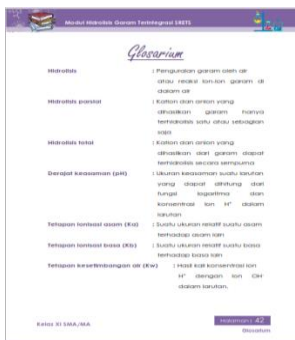 Modul Hidrolisis Garam Terintegrasi SRETS
Glosarium
Hidrolisis : Penguraian garam oleh air
atau reaksi ion-ion garam di
dalam air
Hidrolisis parsial : Kation dan anion yang
dihasilkan garam hanya
terhidrolisis satu atau sebagian
saja
Hidrolisis total : Kation dan anion yang
dihasilkan dari garam dapat
terhidrolisis secara sempurna
Derajat keasaman (pH) : Ukuran keasaman suatu larutan
yang dapat dihitung dari
fungsi logaritma dan
konsentrasi ion H⁺ dalam
larutan
Tetapan ionisasi asam (Ka) : Suatu ukuran relatif suatu asam
terhadap asam lain
Tetapan ionisasi basa (Kb) : Suatu ukuran relatif suatu basa
terhadap basa lain
Tetapan kesetimbangan air (Kw) : Hasil kali konsentrasi ion
H⁺ dengan ion OH⁻
dalam larutan.
Kelas XI SMA/MA
Halaman | 42
Glosarium